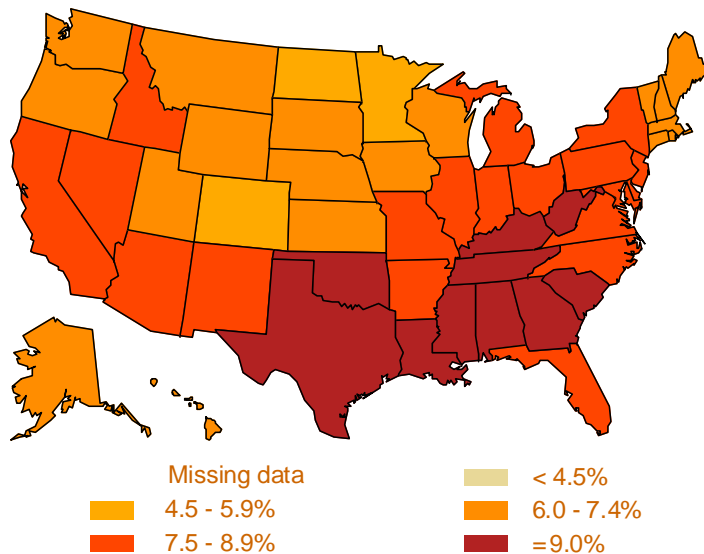 Missing data
< 4.5%
4.5 - 5.9%
6.0 - 7.4%
7.5 - 8.9%
=9.0%